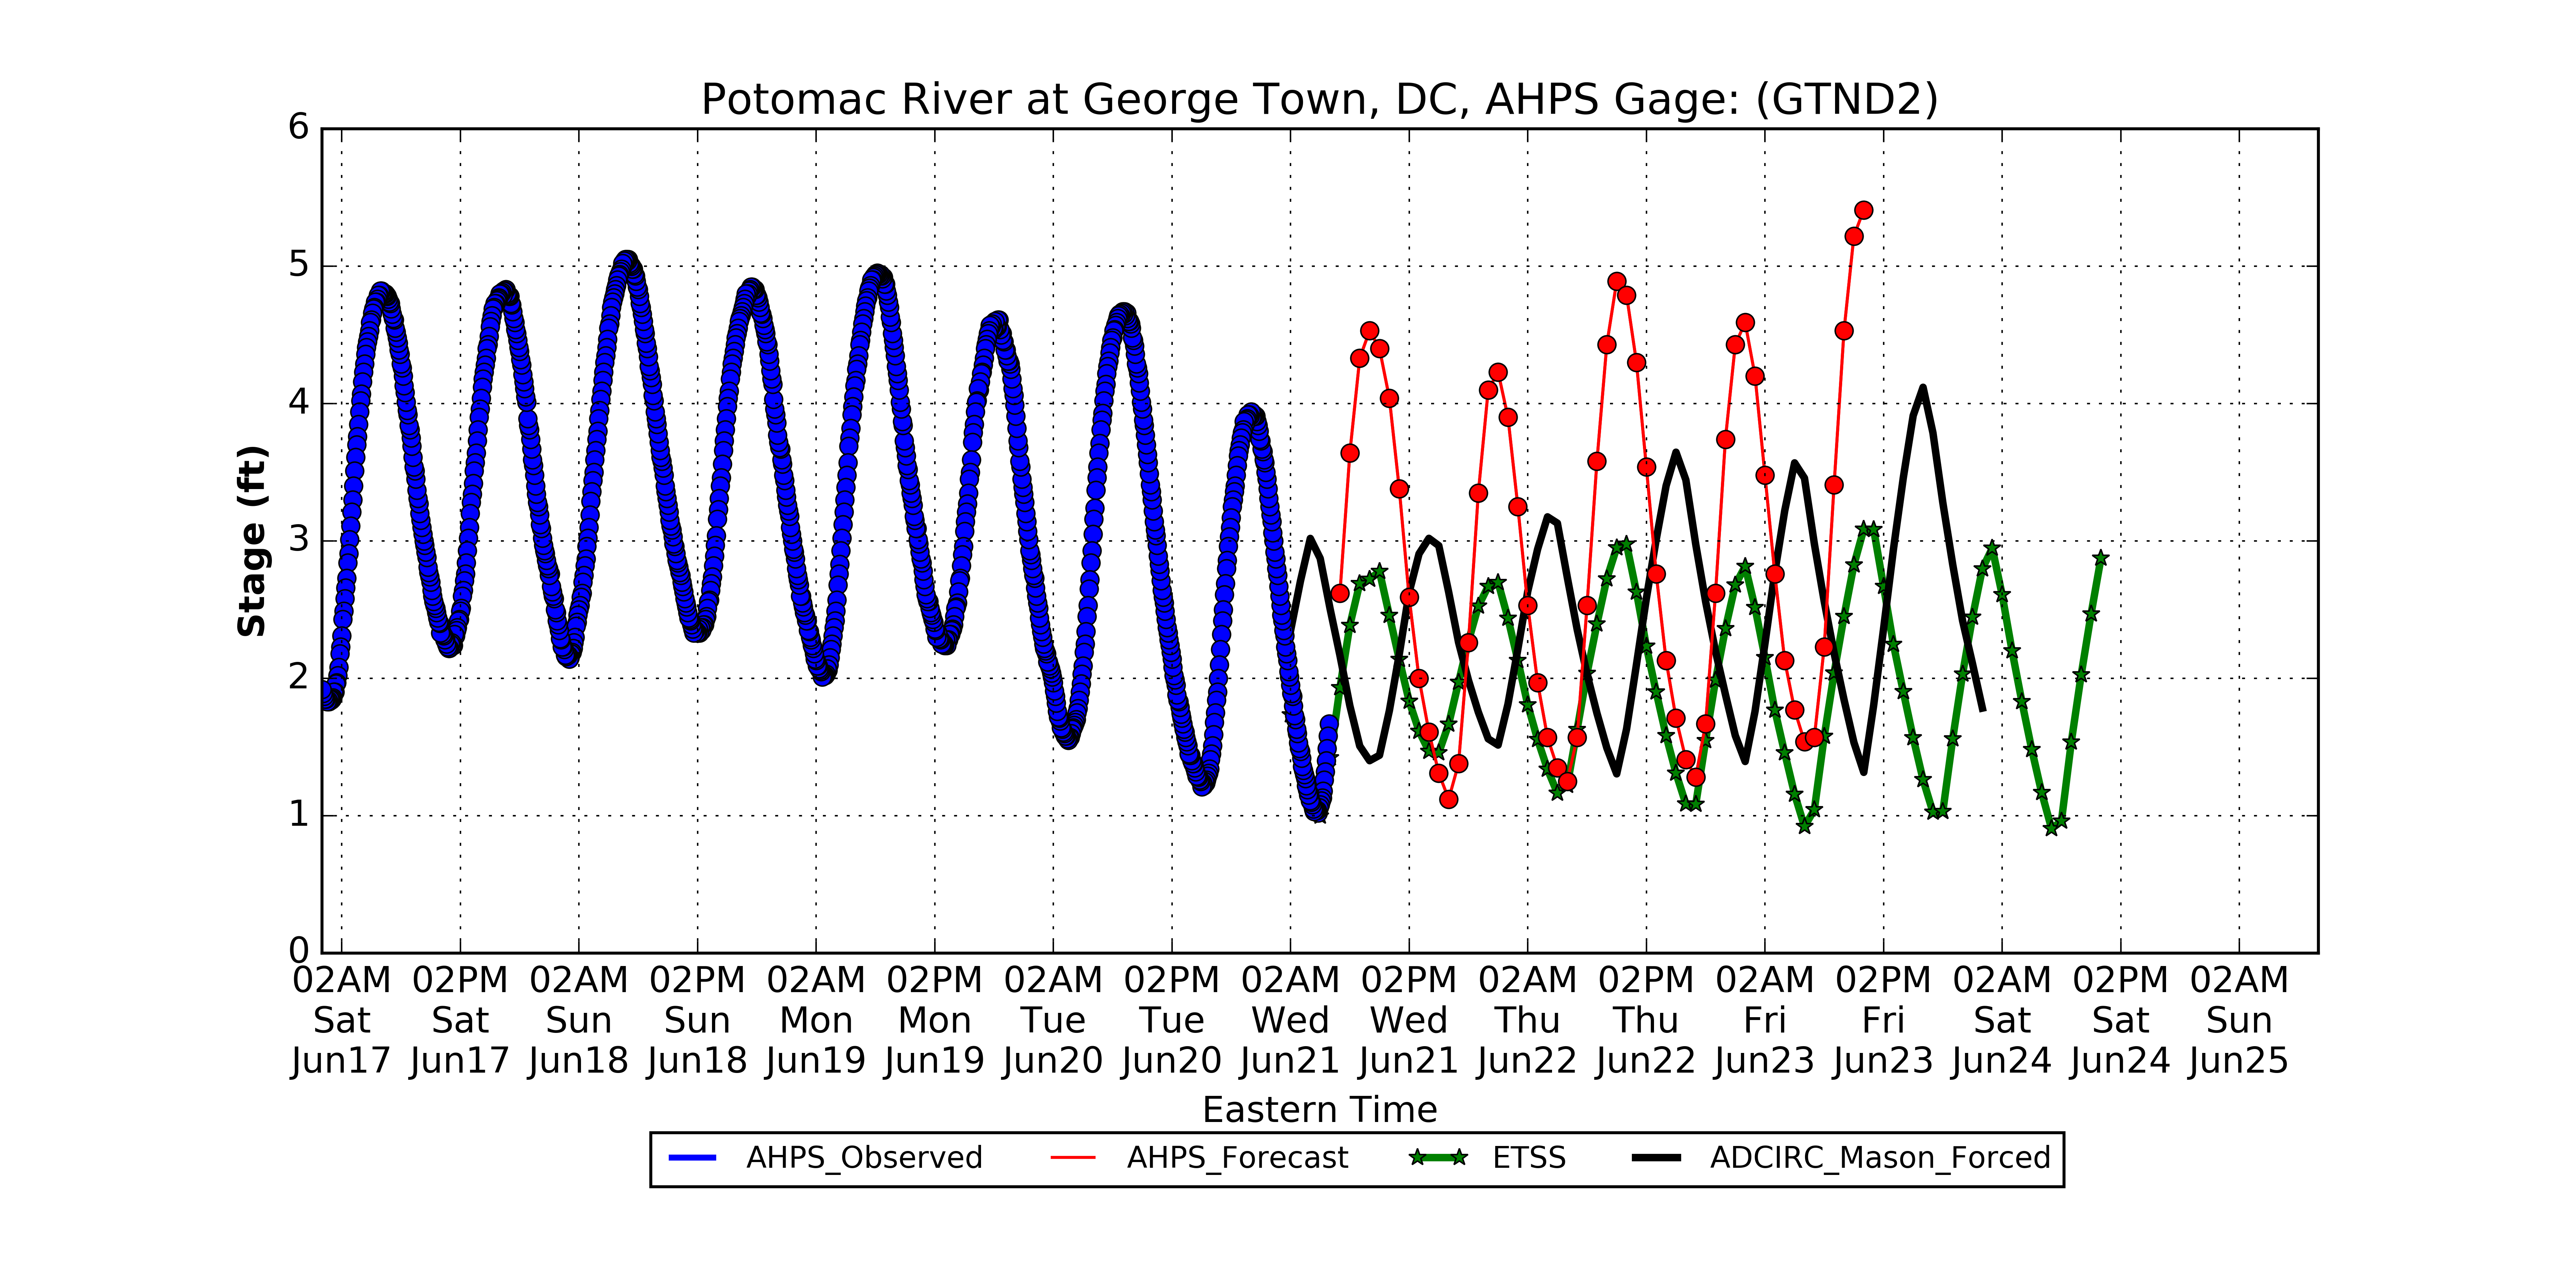 Potomac River at George Town, DC, AHPS Gage: (GTND2)
6
5
4
3
2
1
0
Stage (ft)
02AM 02PM 02AM 02PM 02AM 02PM 02AM 02PM 02AM 02PM 02AM 02PM 02AM 02PM 02AM 02PM 02AM
Sat Sat Sun Sun Mon Mon Tue Tue Wed Wed Thu Thu Fri Fri Sat Sat Sun
Jun17 Jun17 Jun18 Jun18 Jun19 Jun19 Jun20 Jun20 Jun21 Jun21 Jun22 Jun22 Jun23 Jun23 Jun24 Jun24 Jun25
Eastern Time
AHPS_Observed AHPS_Forecast ETSS ADCIRC_Mason_Forced